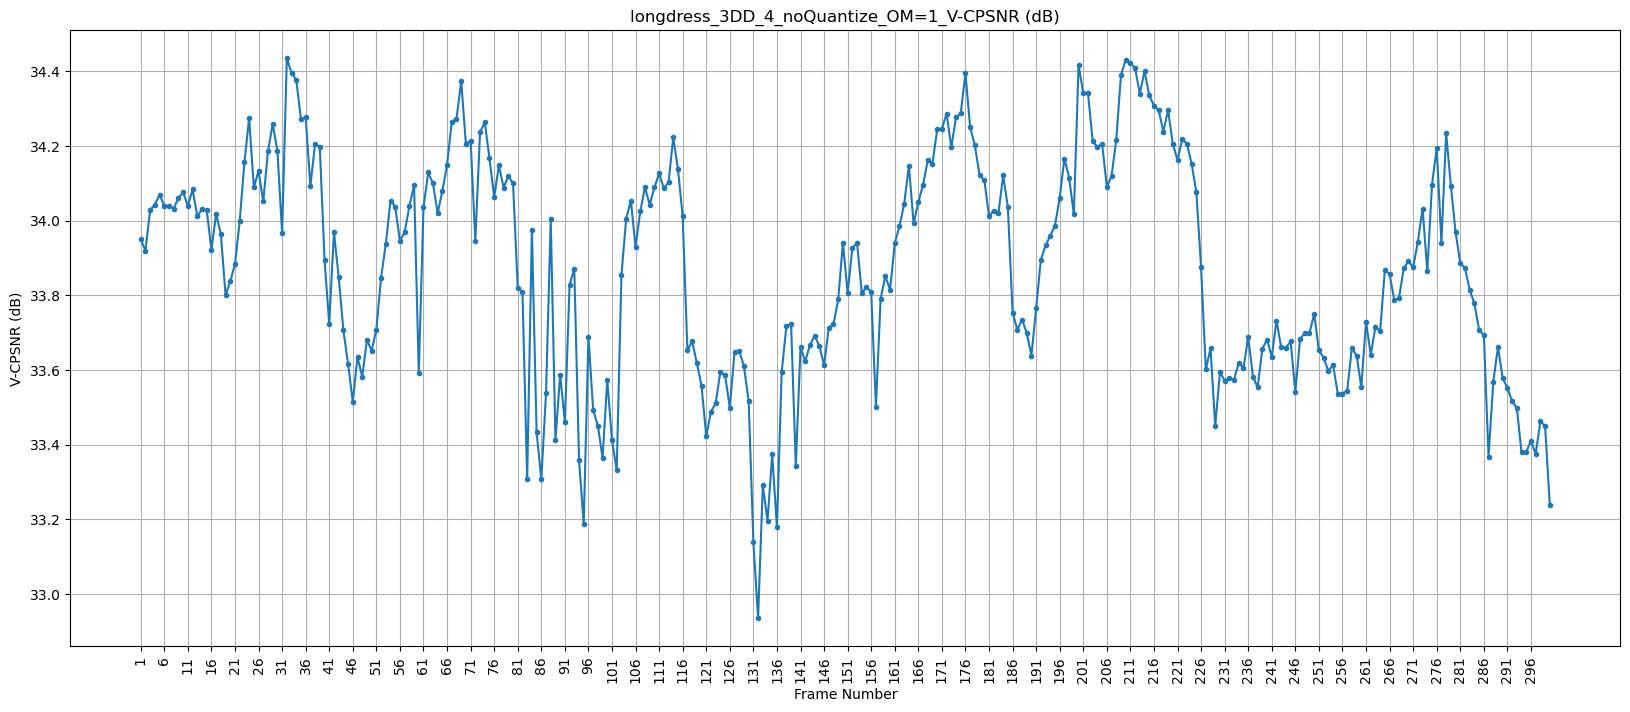 longdress_3DD_4_noQuantize_OM=1_V-CPSNR (dB)
V-CPSNR (dB)
34.4
34.2
34.0
33.8
33.6
33.4
33.2
33.0
1 6 11 16 21 26 31 36 41 46 51 56 61 66 71 76 81 86 91 96 101 106 111 116 121 126 131 136 141 146 151 156 161 166 171 176 181 186 191 196 201 206 211 216 221 226 231 236 241 246 251 256 261 266 271 276 281 286 291 296
Frame Number